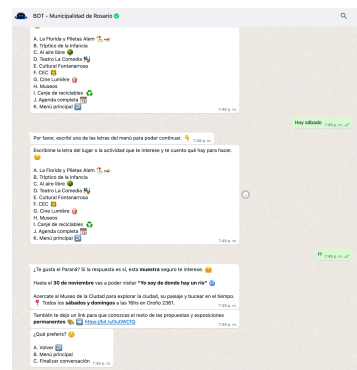 BOT - Municipalidad de Rosario
A. La Florida y Piletas Alem
B. Tríptico de la Infancia
C. Al aire libre
D. Teatro La Comedia
E. Cultural Fontanarrosa
F. CEC
G. Cine Lumière
H. Museos
I. Canje de reciclables
J. Agenda completa
K. Menú principal
7:49 p. m.
Hoy sábado 7:49 p. m.
Por favor, escribí una de las letras del menú para poder continuar. 7:49 p. m.
Escribime la letra del lugar o la actividad que te interese y te cuento qué hay para hacer.
A. La Florida y Piletas Alem
B. Tríptico de la Infancia
C. Al aire libre
D. Teatro La Comedia
E. Cultural Fontanarrosa
F. CEC
G. Cine Lumière
H. Museos
I. Canje de reciclables
J. Agenda completa
K. Menú principal
7:49 p. m.
H 7:49 p. m.
¿Te gusta el Paraná? Si la respuesta es sí, esta muestra seguro te interese.
Hasta el 30 de noviembre vas a poder visitar "Yo soy de donde hay un río"
Acercate al Museo de la Ciudad para explorar la ciudad, su paisaje y bucear en el tiempo.
Todos los sábados y domingos a las 16hs en Oroño 2361.
7:49 p. m.
También te dejo un link para que conozcas el resto de las propuestas y exposiciones
permanentes
7:49 p. m.
¿Qué preferís?
A. Volver
B. Menú principal
C. Finalizar conversación 7:49 p. m.